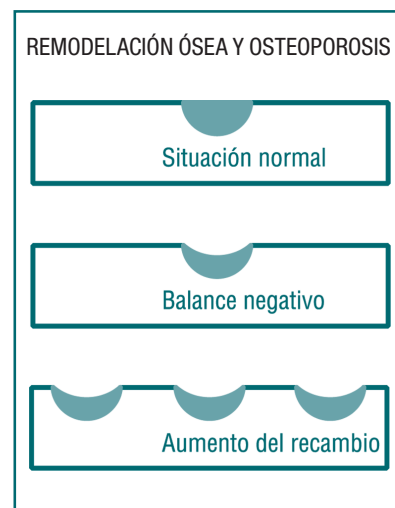 REMODELACIÓN ÓSEA Y OSTEOPOROSIS
Situación normal
Balance negativo
Aumento del recambio